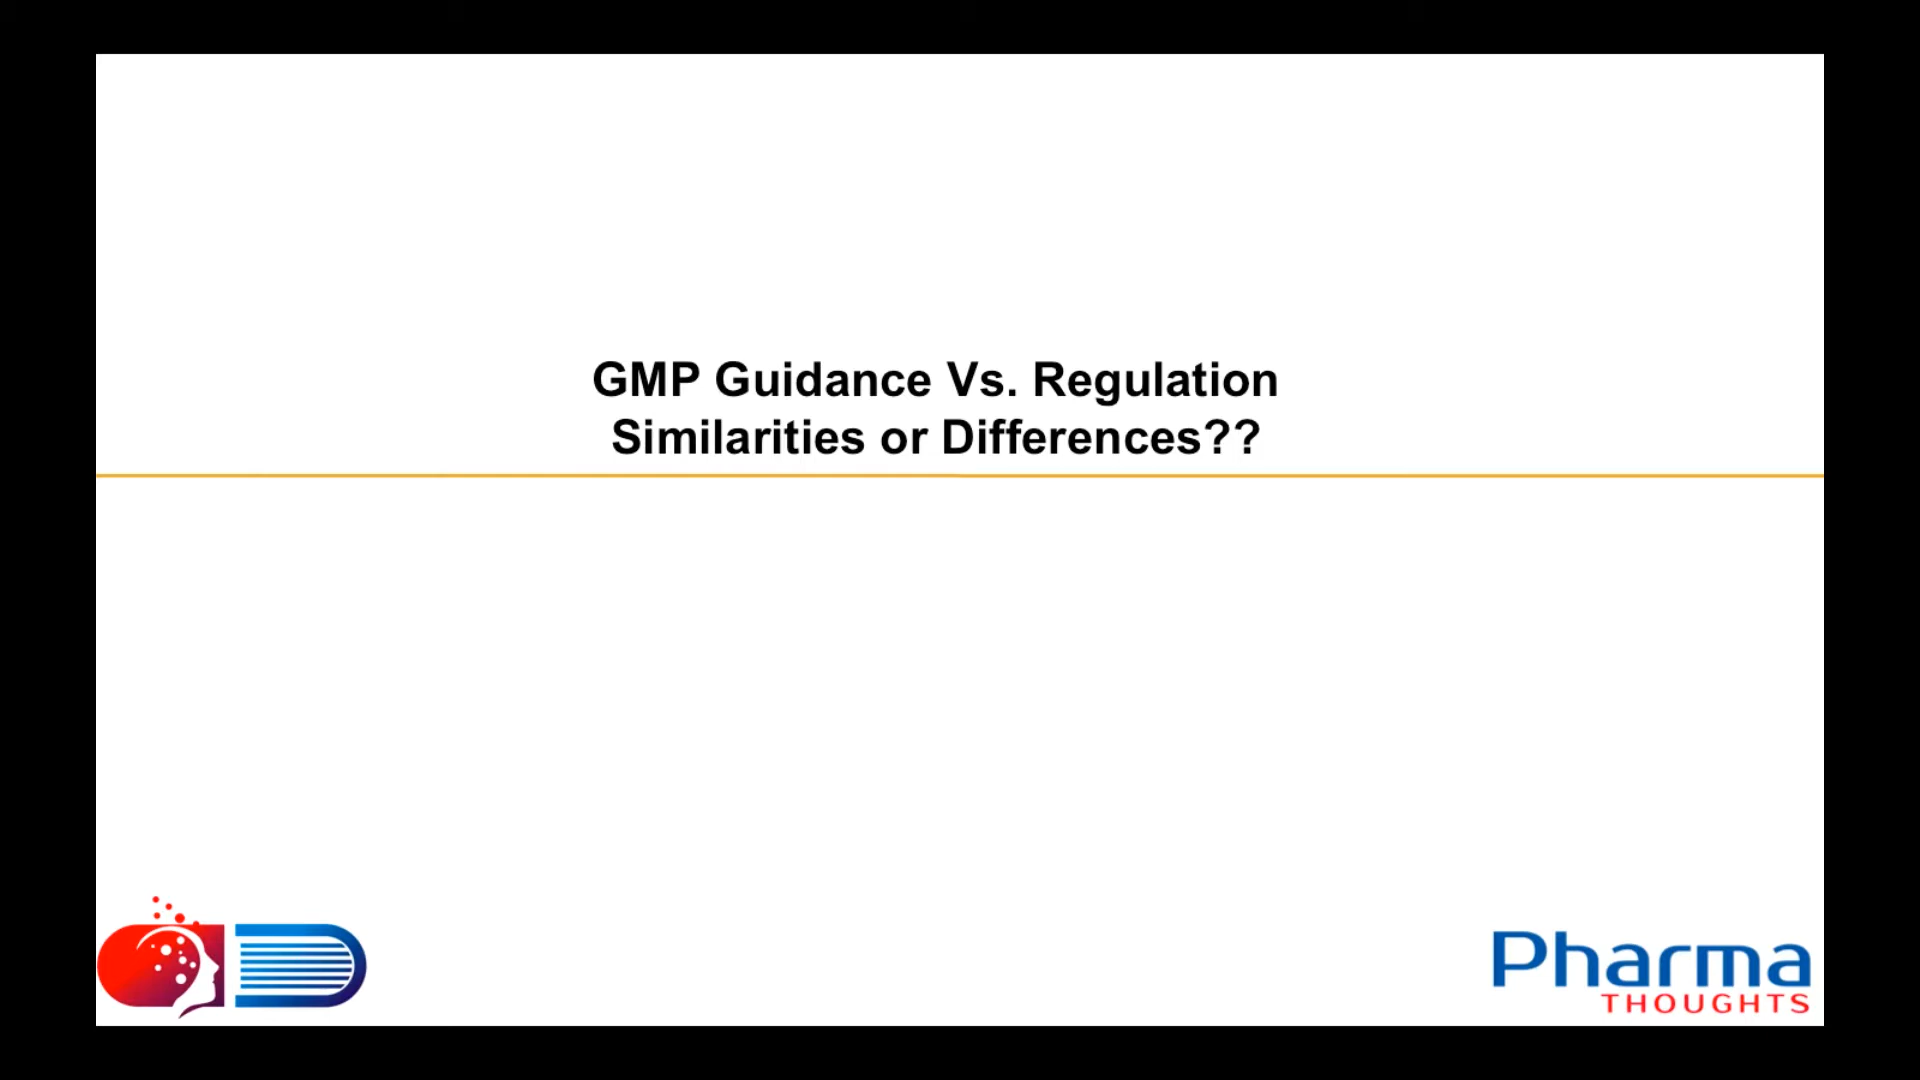 GMP Guidance Vs. Regulation
Similarities or Differences??
Pharma
THOUGHTS